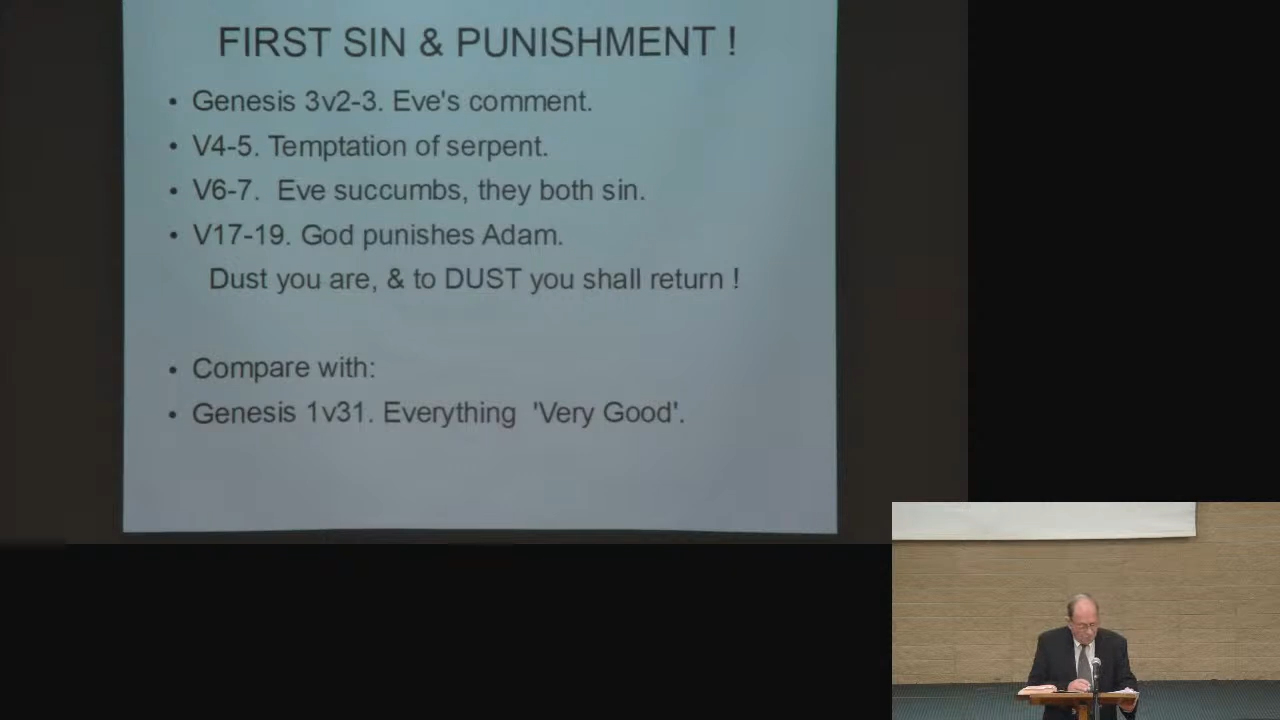 FIRST SIN & PUNISHMENT !
• Genesis 3v2-3. Eve's comment.
• V4-5. Temptation of serpent.
• V6-7.  Eve succumbs, they both sin.
• V17-19. God punishes Adam.
Dust you are, & to DUST you shall return !
• Compare with:
• Genesis 1v31. Everything  'Very Good'.